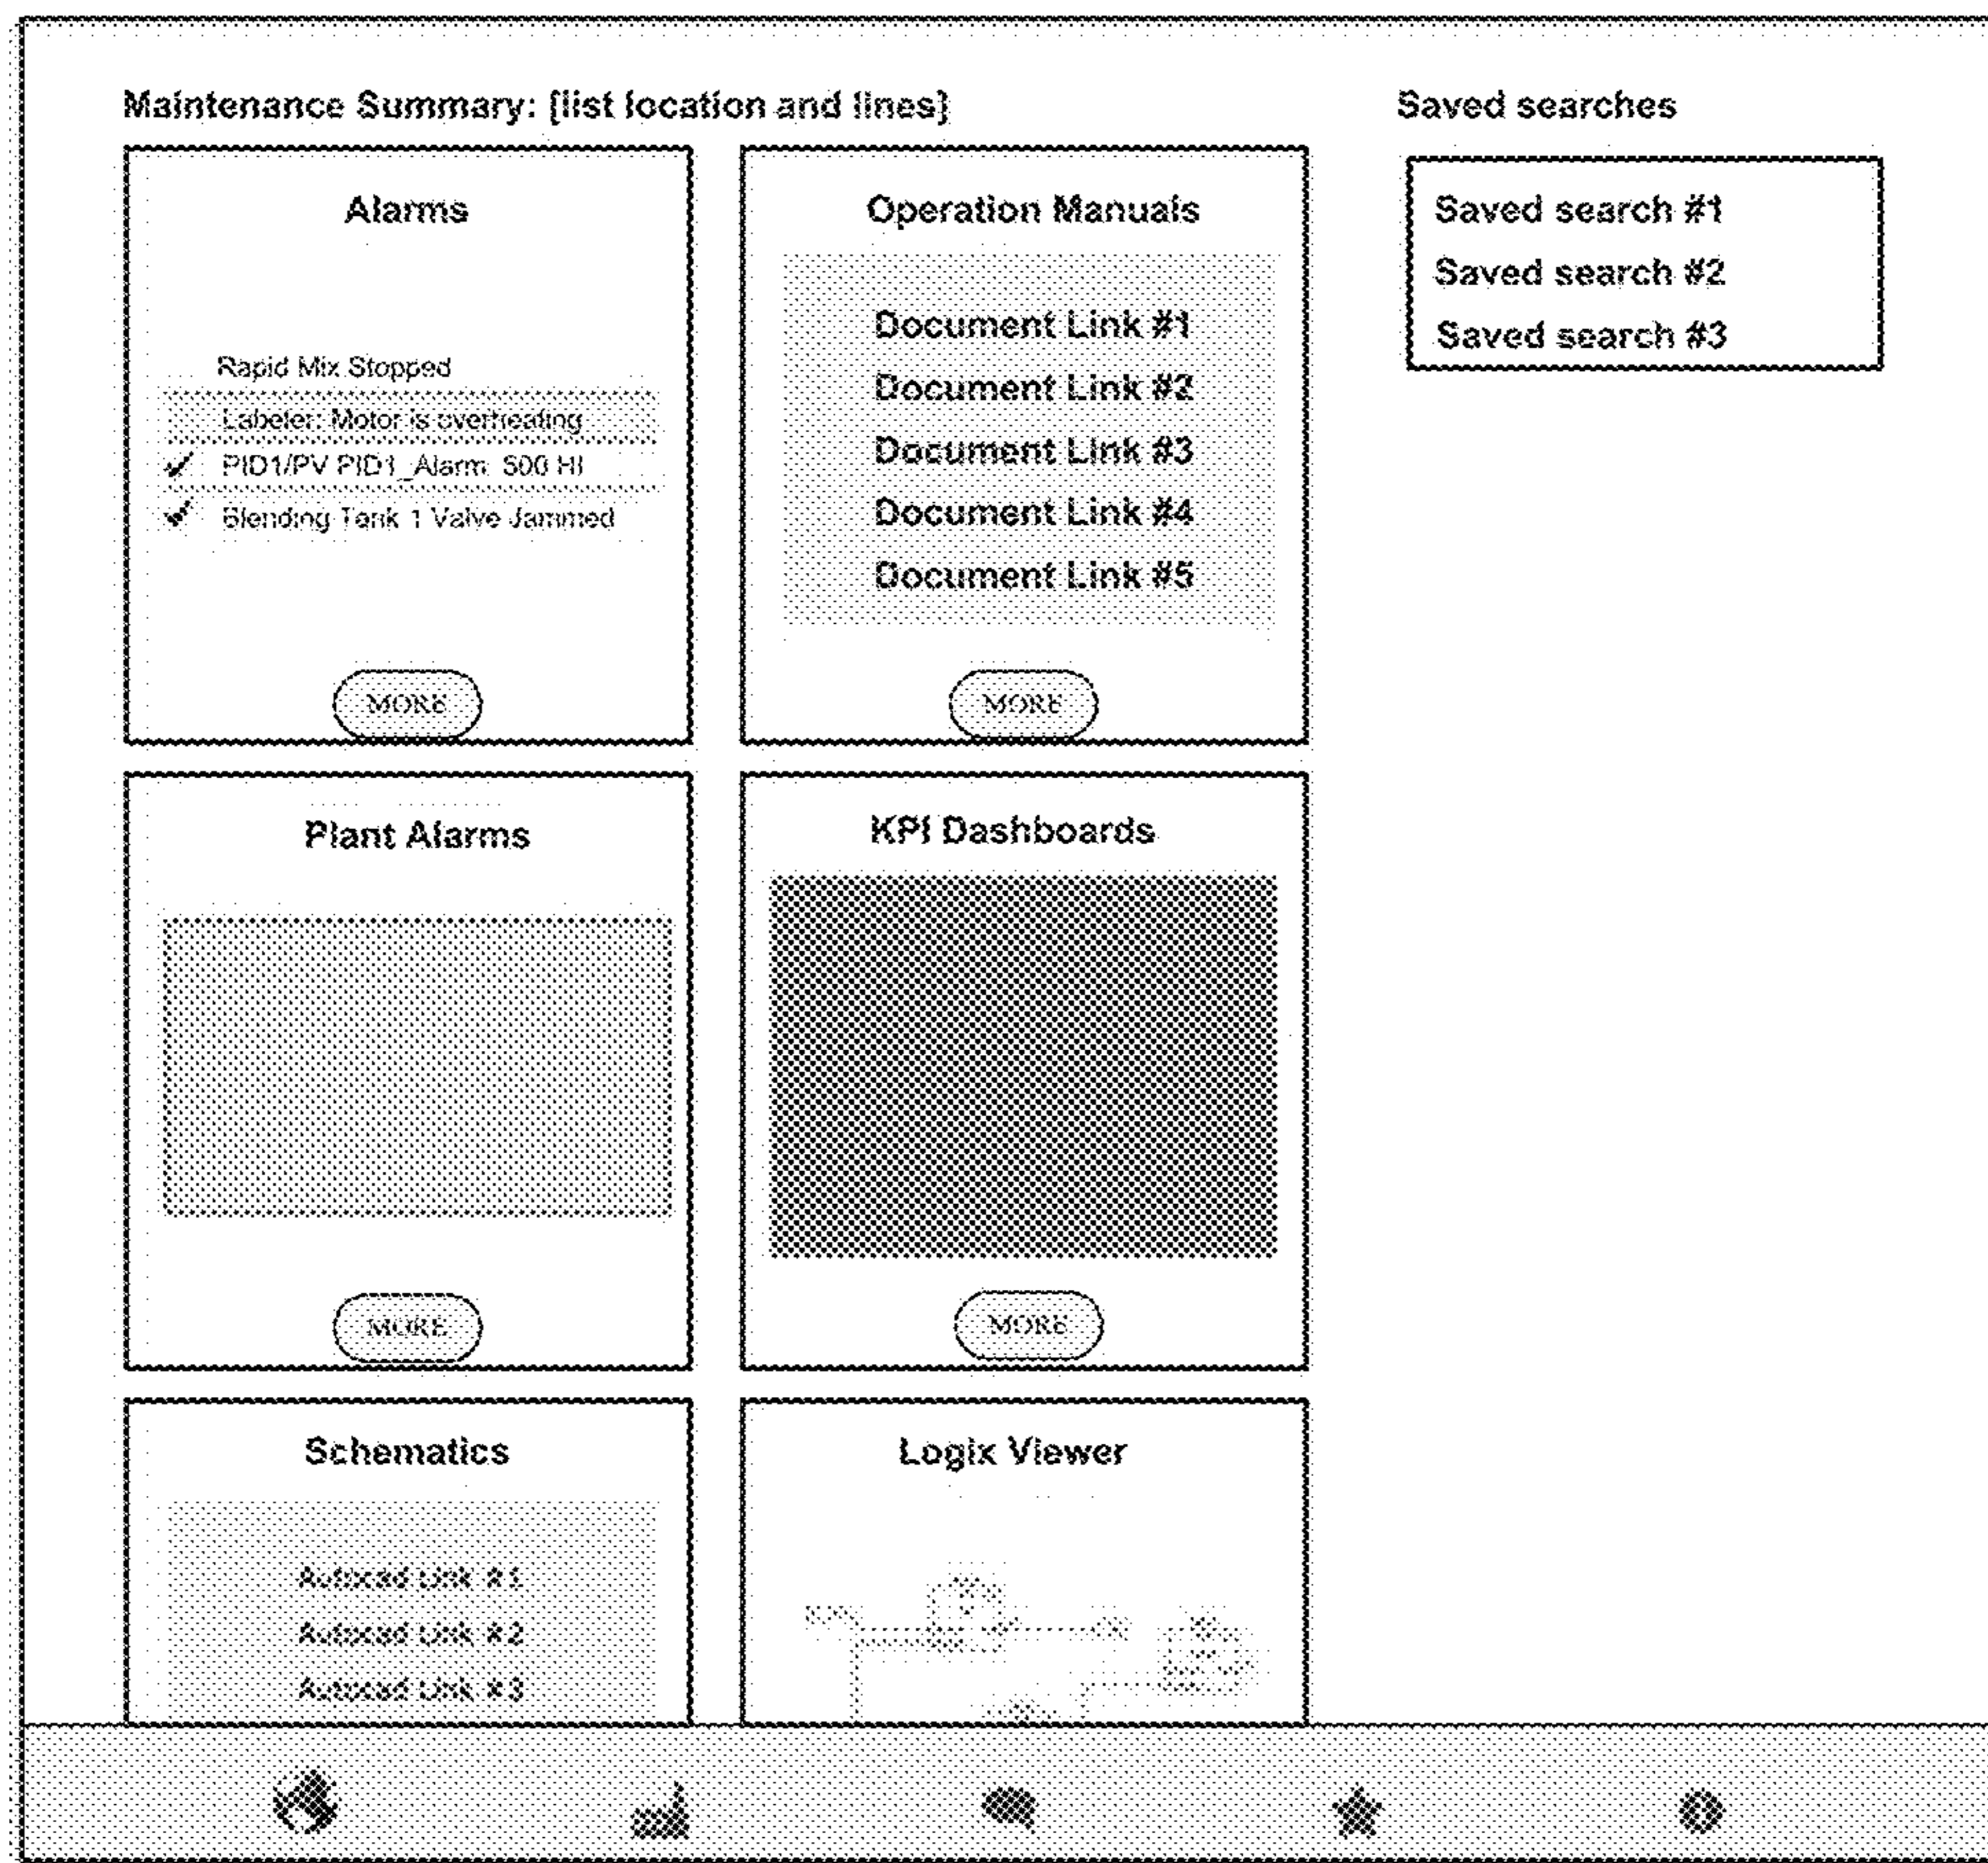 Maintenance Summary: [list location and lines]
Saved searches
Alarms
Rapid Mix Stopped
Labeler: Motor is overheating
PID1/PV PID1_Alarm 500 HI
Blending Tank 1 Valve Jammed
MORE
Operation Manuals
Document Link #1
Document Link #2
Document Link #3
Document Link #4
Document Link #5
MORE
Saved search #1
Saved search #2
Saved search #3
Plant Alarms
MORE
KPI Dashboards
MORE
Schematics
Autocad Link #1
Autocad Link #2
Autocad Link #3
Logix Viewer